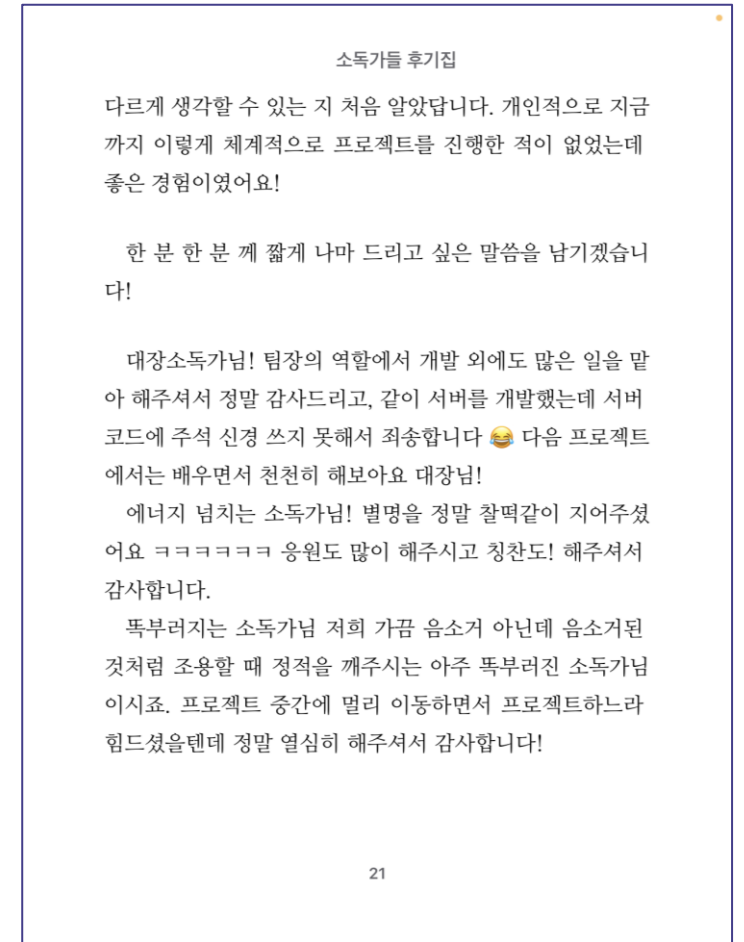 소독가들 후기집
다르게 생각할 수 있는 지 처음 알았답니다. 개인적으로 지금
까지 이렇게 체계적으로 프로젝트를 진행한 적이 없었는데
좋은 경험이였어요!
한 분 한 분 께 짧게 나마 드리고 싶은 말씀을 남기겠습니
다!
대장소독가님! 팀장의 역할에서 개발 외에도 많은 일을 맡
아 해주셔서 정말 감사드리고, 같이 서버를 개발했는데 서버
코드에 주석 신경 쓰지 못해서 죄송합니다 😂 다음 프로젝트
에서는 배우면서 천천히 해보아요 대장님!
에너지 넘치는 소독가님! 별명을 정말 찰떡같이 지어주셨
어요 ㅋㅋㅋㅋㅋㅋ 응원도 많이 해주시고 칭찬도! 해주셔서
감사합니다.
똑부러지는 소독가님 저희 가끔 음소거 아닌데 음소거된
것처럼 조용할 때 정적을 깨주시는 아주 똑부러진 소독가님
이시죠. 프로젝트 중간에 멀리 이동하면서 프로젝트하느라
힘드셨을텐데 정말 열심히 해주셔서 감사합니다!
21